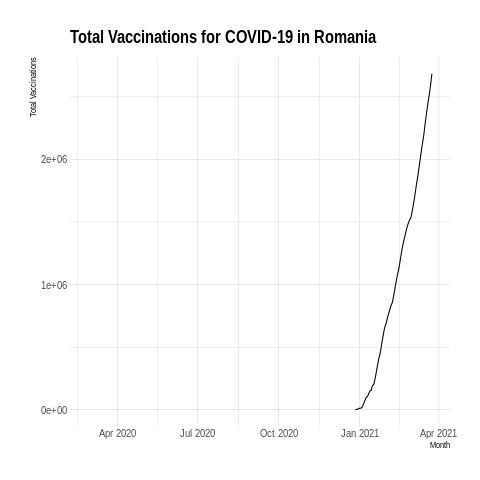 Total Vaccinations for COVID-19 in Romania
Total Vaccinations
2e+06
1e+06
0e+00
Apr 2020 Jul 2020 Oct 2020 Jan 2021 Apr 2021
Month